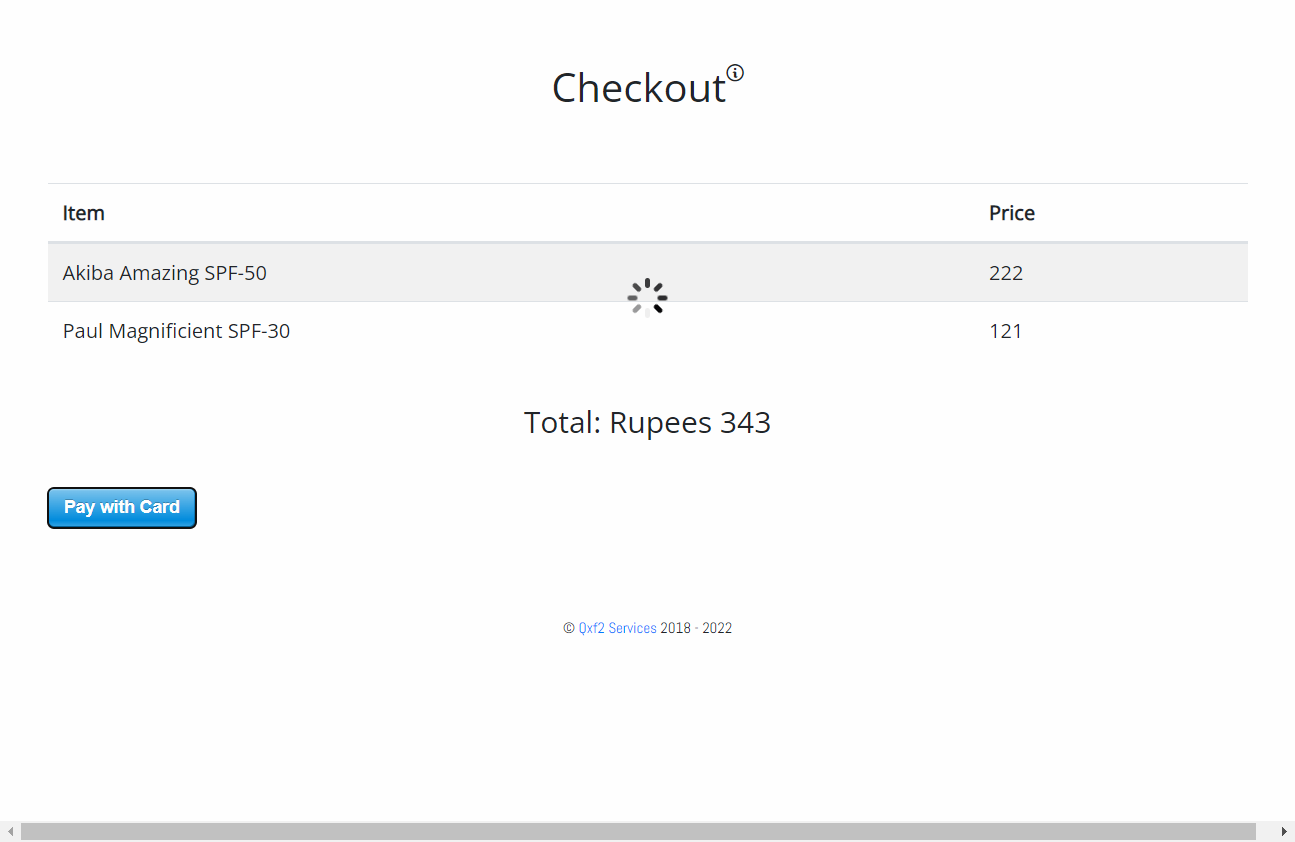 Checkout
Item Price
Akiba Amazing SPF-50 222
Paul Magnificient SPF-30 121
Total: Rupees 343
Pay with Card
© Qxf2 Services 2018 - 2022